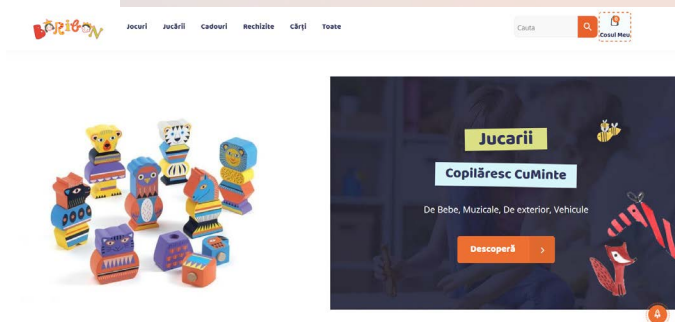 BORIBON
Jocuri Jucării Cadouri Rechizite Cărți Toate
Cauta
Cosul Meu
Jucarii
Copilăresc CuMinte
De Bebe, Muzicale, De exterior, Vehicule
Descoperă